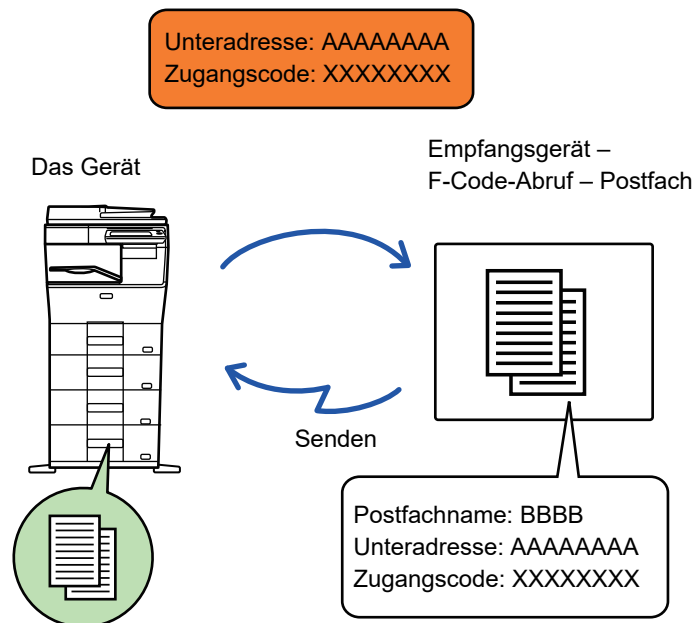 Unteradresse: AAAAAAAA
Zugangscode: XXXXXXXX
Das Gerät
Empfangsgerät –
F-Code-Abruf – Postfach
Senden
Postfachname: BBBB
Unteradresse: AAAAAAAA
Zugangscode: XXXXXXXX